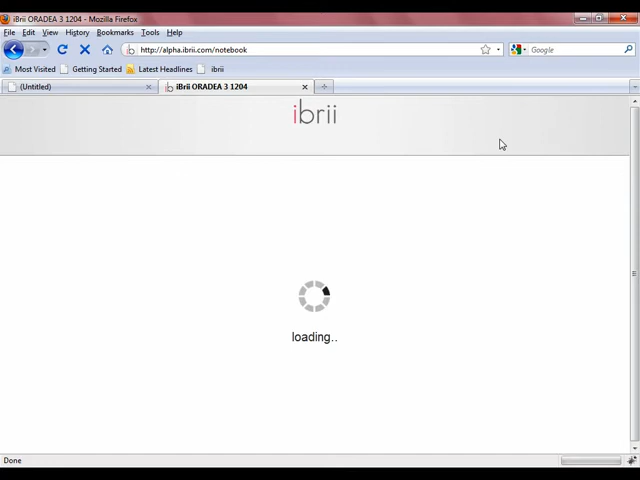 iBrii ORADEA 3 1204 - Mozilla Firefox
File Edit View History Bookmarks Tools Help
http://alpha.ibrii.com/notebook Google
Most Visited Getting Started Latest Headlines ibrii
(Untitled) iBrii ORADEA 3 1204
ibrii
loading..
Done